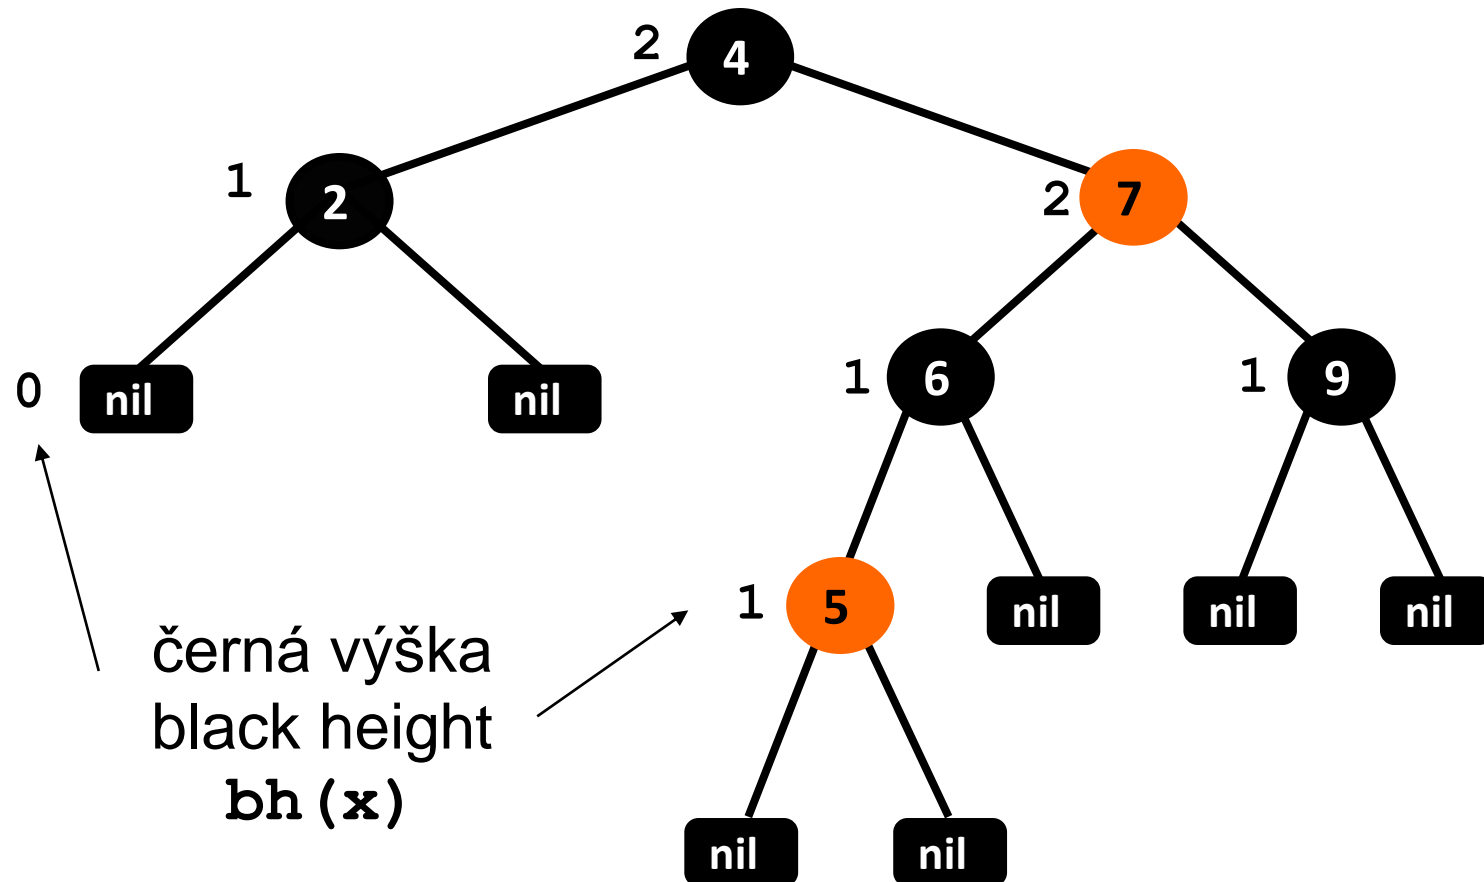 2 4
1 2
2 7
0 nil nil
1 6
1 9
1 5
nil nil nil
černá výška
black height
bh(x)
nil nil